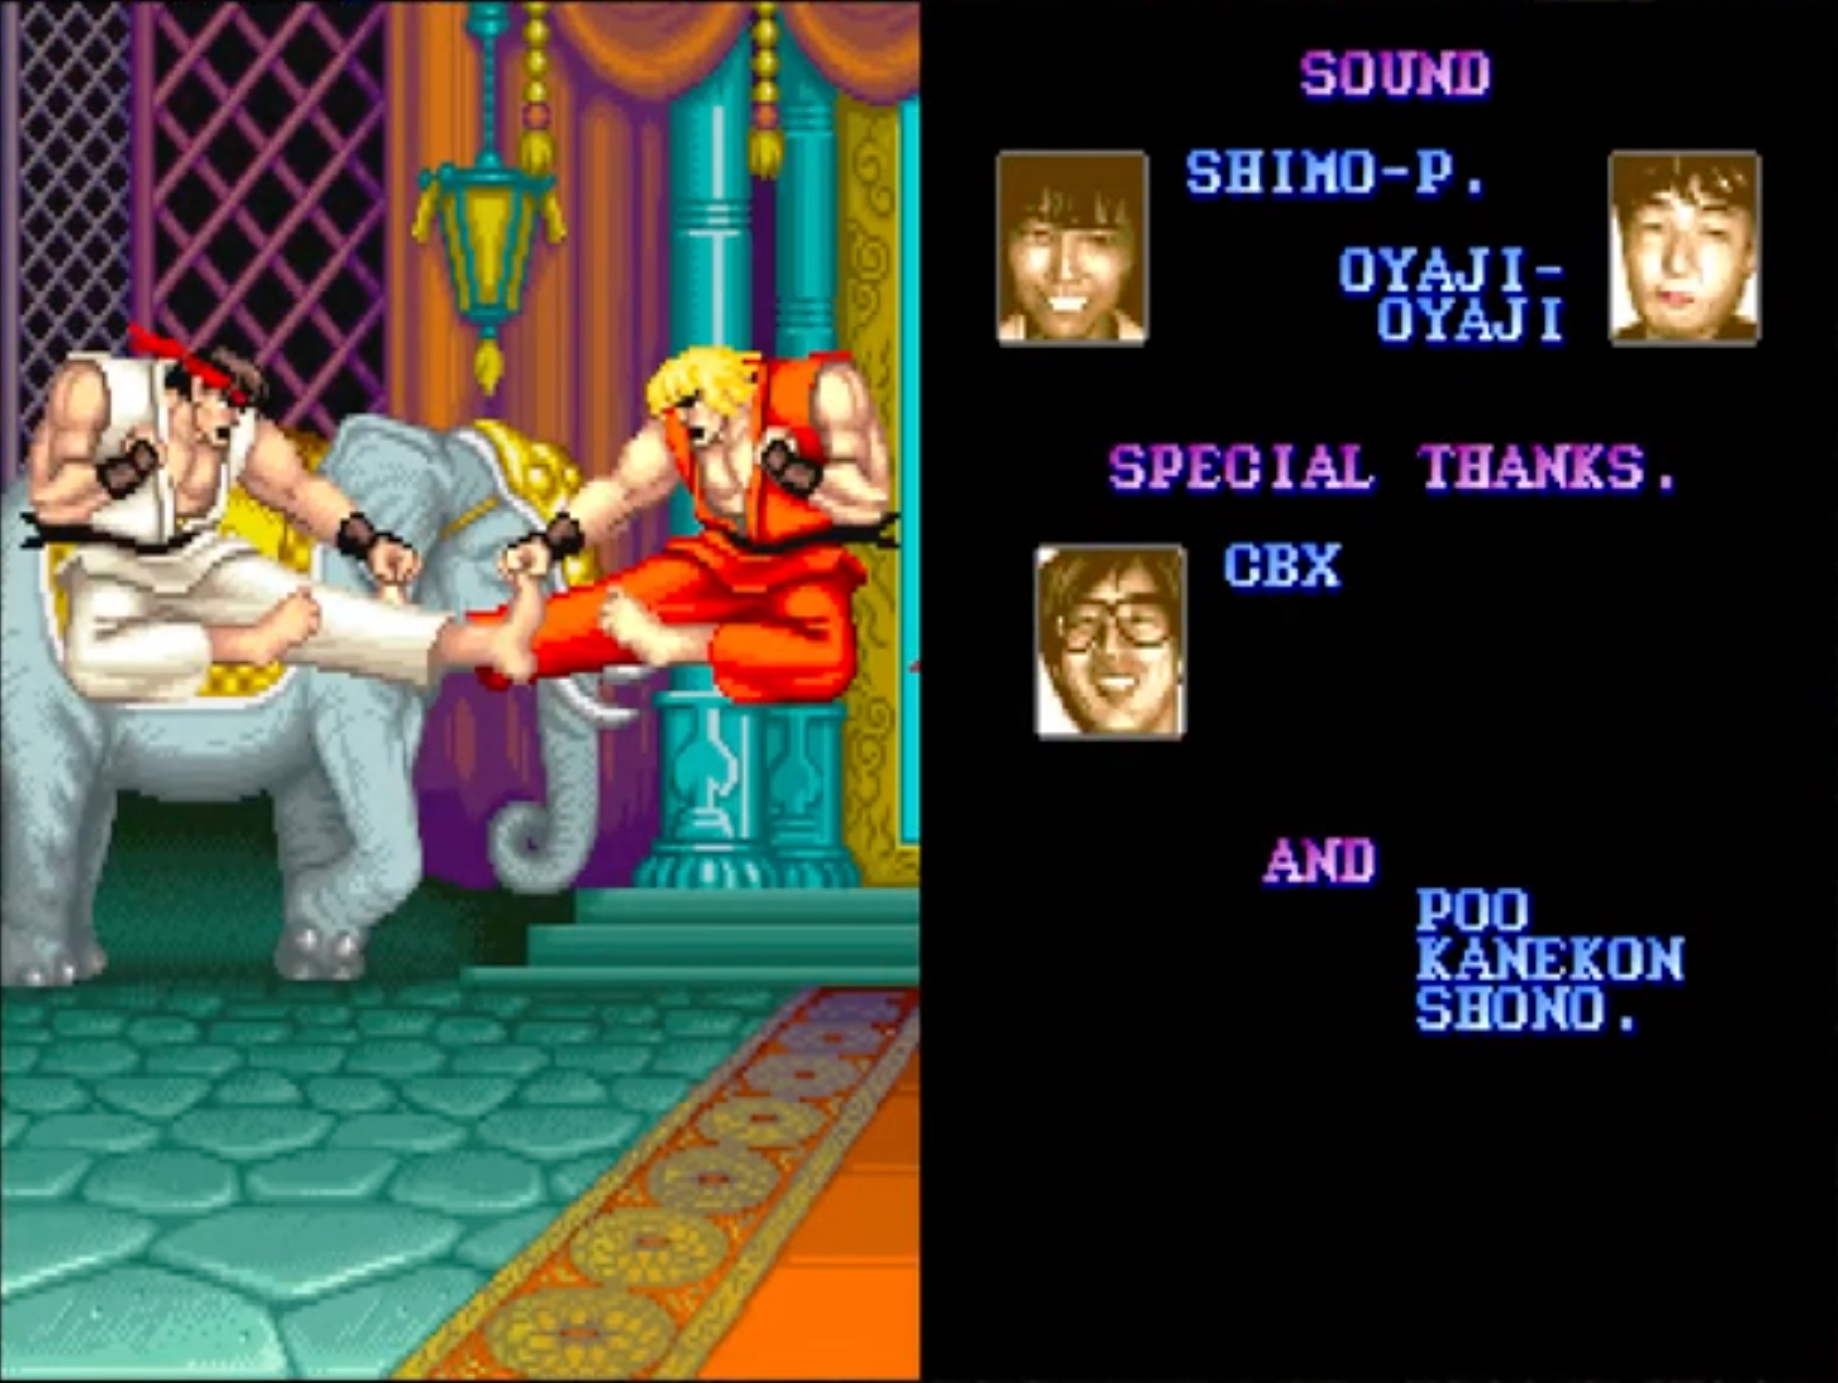 SOUND
SHIMO-P.
OYAJI-
OYAJI
SPECIAL THANKS.
CBX
AND
POO
KANEKON
SHONO.